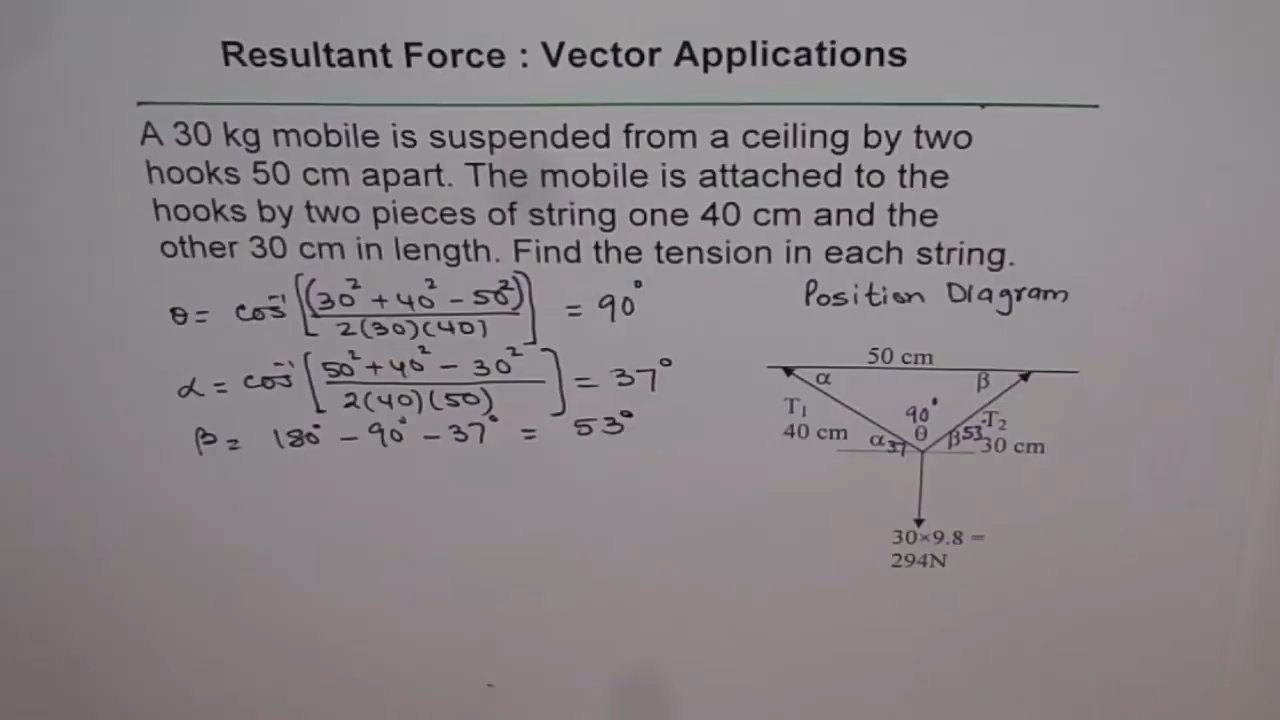 Resultant Force : Vector Applications
A 30 kg mobile is suspended from a ceiling by two
hooks 50 cm apart. The mobile is attached to the
hooks by two pieces of string one 40 cm and the
other 30 cm in length. Find the tension in each string.
θ = cos⁻¹ [(30² + 40² - 50²) / 2(30)(40)] = 90°
α = cos⁻¹ [50² + 40² - 30² / 2(40)(50)] = 37°
β = 180° - 90° - 37° = 53°
Position Diagram
50 cm
α β
T₁ 90° T₂
40 cm α 37 θ β 53 30 cm
30×9.8 =
294N